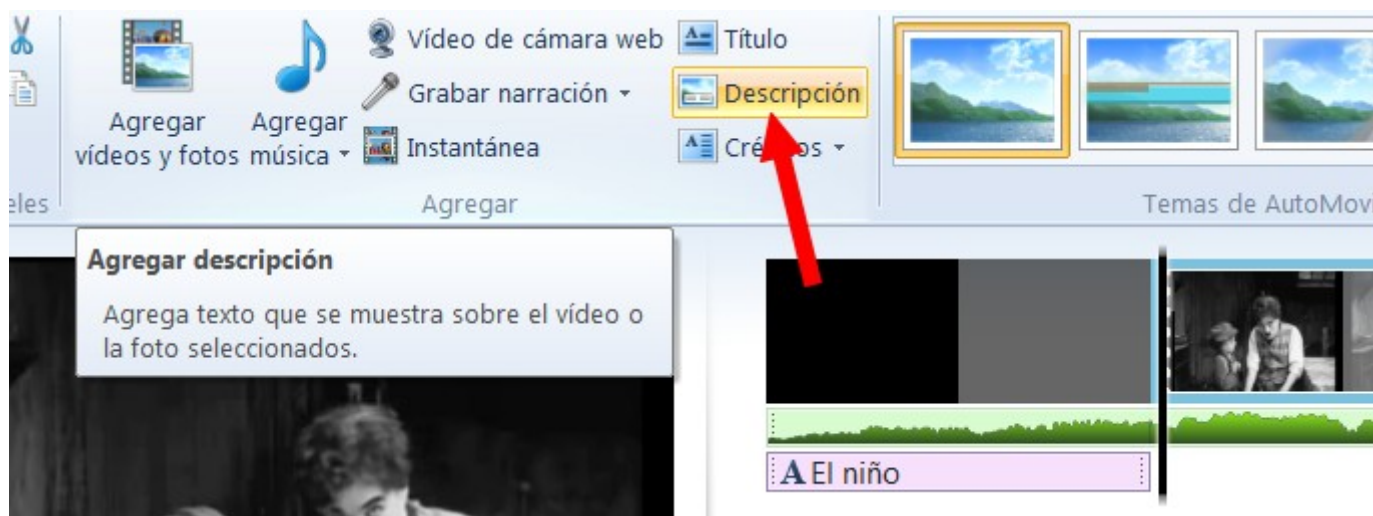 Vídeo de cámara web
Título
Agregar
vídeos y fotos
Agregar
música
Grabar narración
Descripción
Instantánea
Agregar
Temas de
Agregar descripción
Agrega texto que se muestra sobre el vídeo o
la foto seleccionados.
A El niño